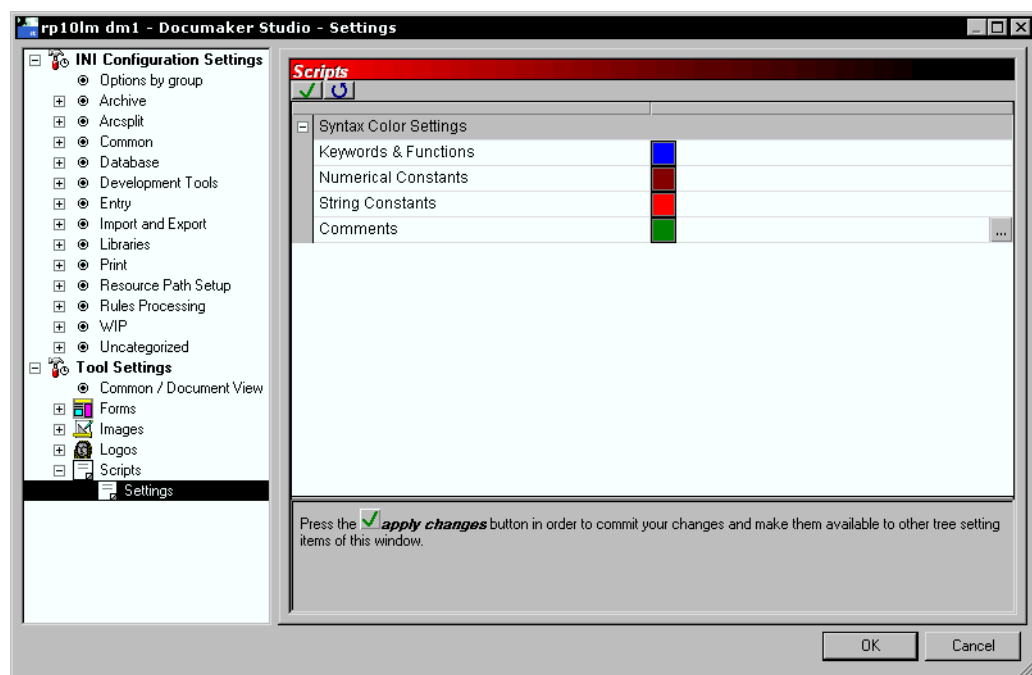 rp10lm dm1 - Documaker Studio - Settings
INI Configuration Settings
Options by group
Archive
Arcsplit
Common
Database
Development Tools
Entry
Import and Export
Libraries
Print
Resource Path Setup
Rules Processing
WIP
Uncategorized
Tool Settings
Common / Document View
Forms
Images
Logos
Scripts
Settings
Scripts
Syntax Color Settings
Keywords & Functions
Numerical Constants
String Constants
Comments
...
Press the apply changes button in order to commit your changes and make them available to other tree setting
items of this window.
OK
Cancel